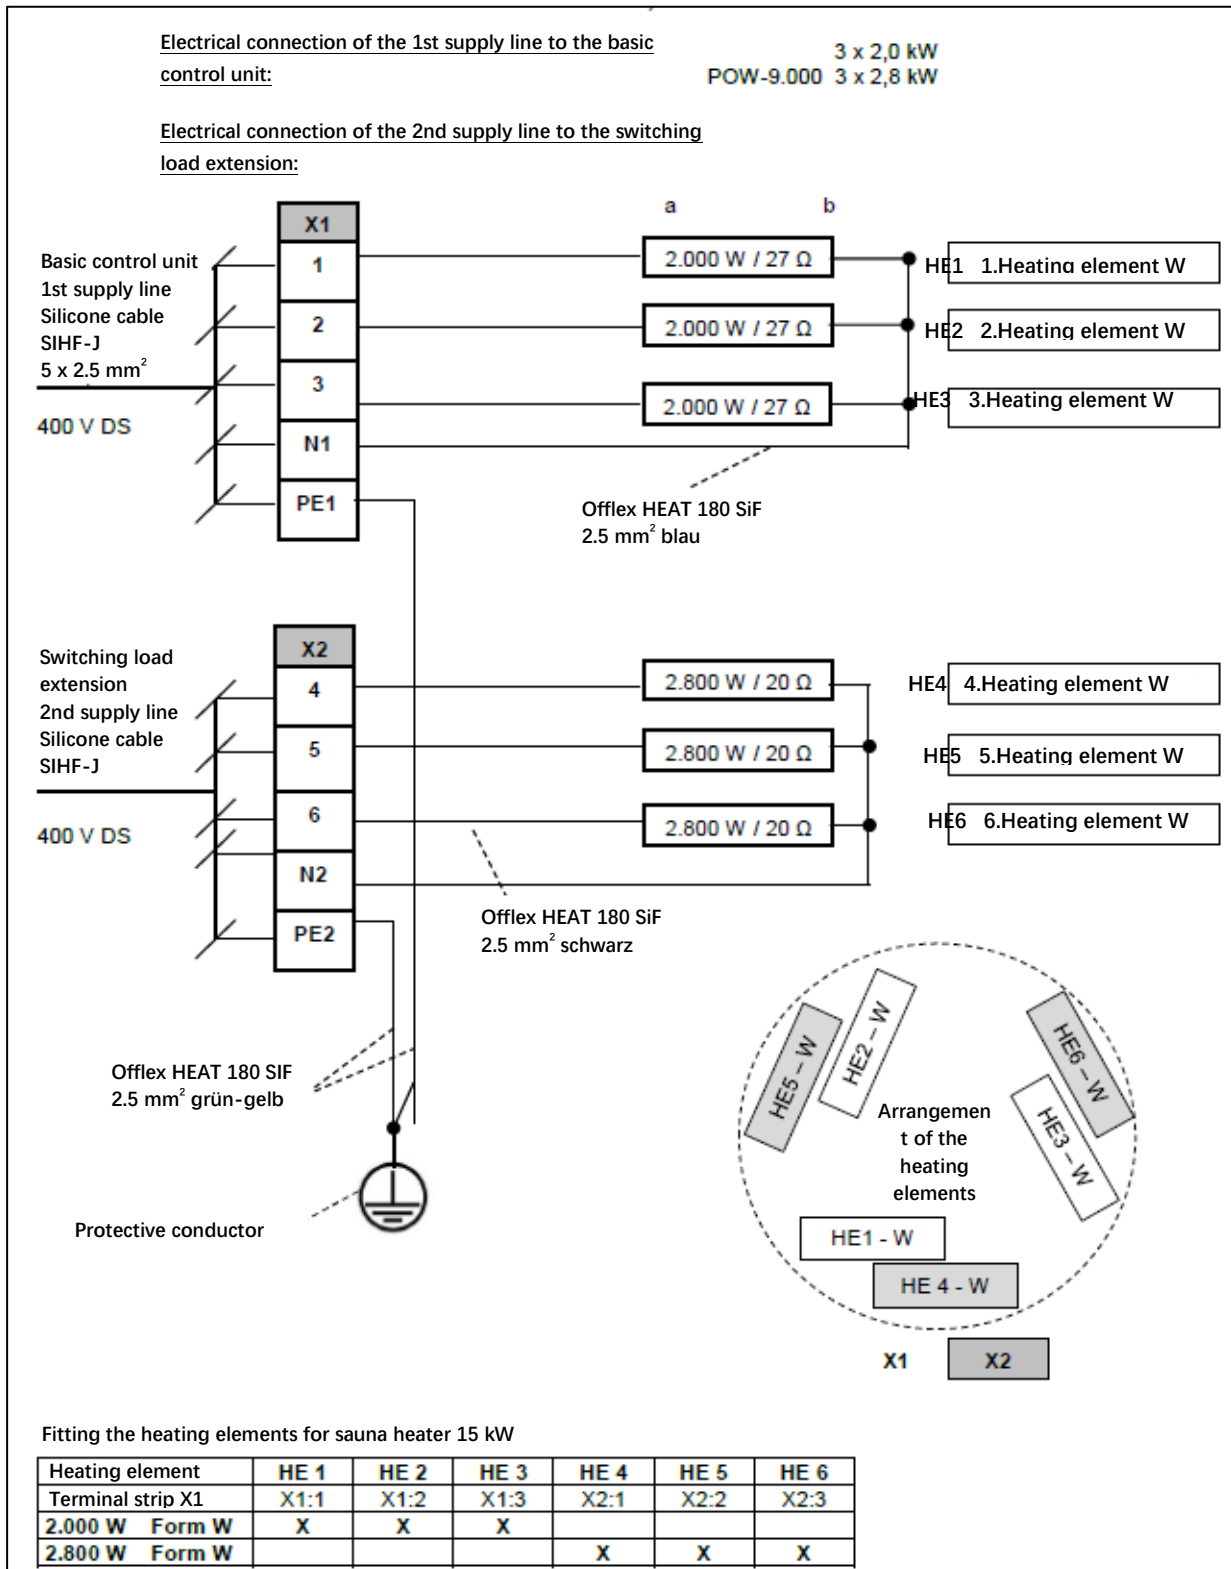 Electrical connection of the 1st supply line to the basic
control unit:
3 x 2,0 kW
POW-9.000 3 x 2,8 kW
Electrical connection of the 2nd supply line to the switching
load extension:
a b
X1
1
2
3
N1
PE1
Basic control unit
1st supply line
Silicone cable
SIHF-J
5 x 2.5 mm²
400 V DS
2.000 W / 27 Ω
2.000 W / 27 Ω
2.000 W / 27 Ω
HE1 1.Heating element W
HE2 2.Heating element W
HE3 3.Heating element W
Offlex HEAT 180 SiF
2.5 mm² blau
X2
4
5
6
N2
PE2
Switching load
extension
2nd supply line
Silicone cable
SIHF-J
400 V DS
2.800 W / 20 Ω
2.800 W / 20 Ω
2.800 W / 20 Ω
HE4 4.Heating element W
HE5 5.Heating element W
HE6 6.Heating element W
Offlex HEAT 180 SiF
2.5 mm² schwarz
Offlex HEAT 180 SIF
2.5 mm² grün-gelb
Protective conductor
HE5 – W
HE2 – W
HE6 – W
HE3 – W
Arrangemen
t of the
heating
elements
HE1 - W
HE 4 - W
X1 X2
Fitting the heating elements for sauna heater 15 kW
Heating element HE 1 HE 2 HE 3 HE 4 HE 5 HE 6
Terminal strip X1 X1:1 X1:2 X1:3 X2:1 X2:2 X2:3
2.000 W Form W X X X
2.800 W Form W X X X